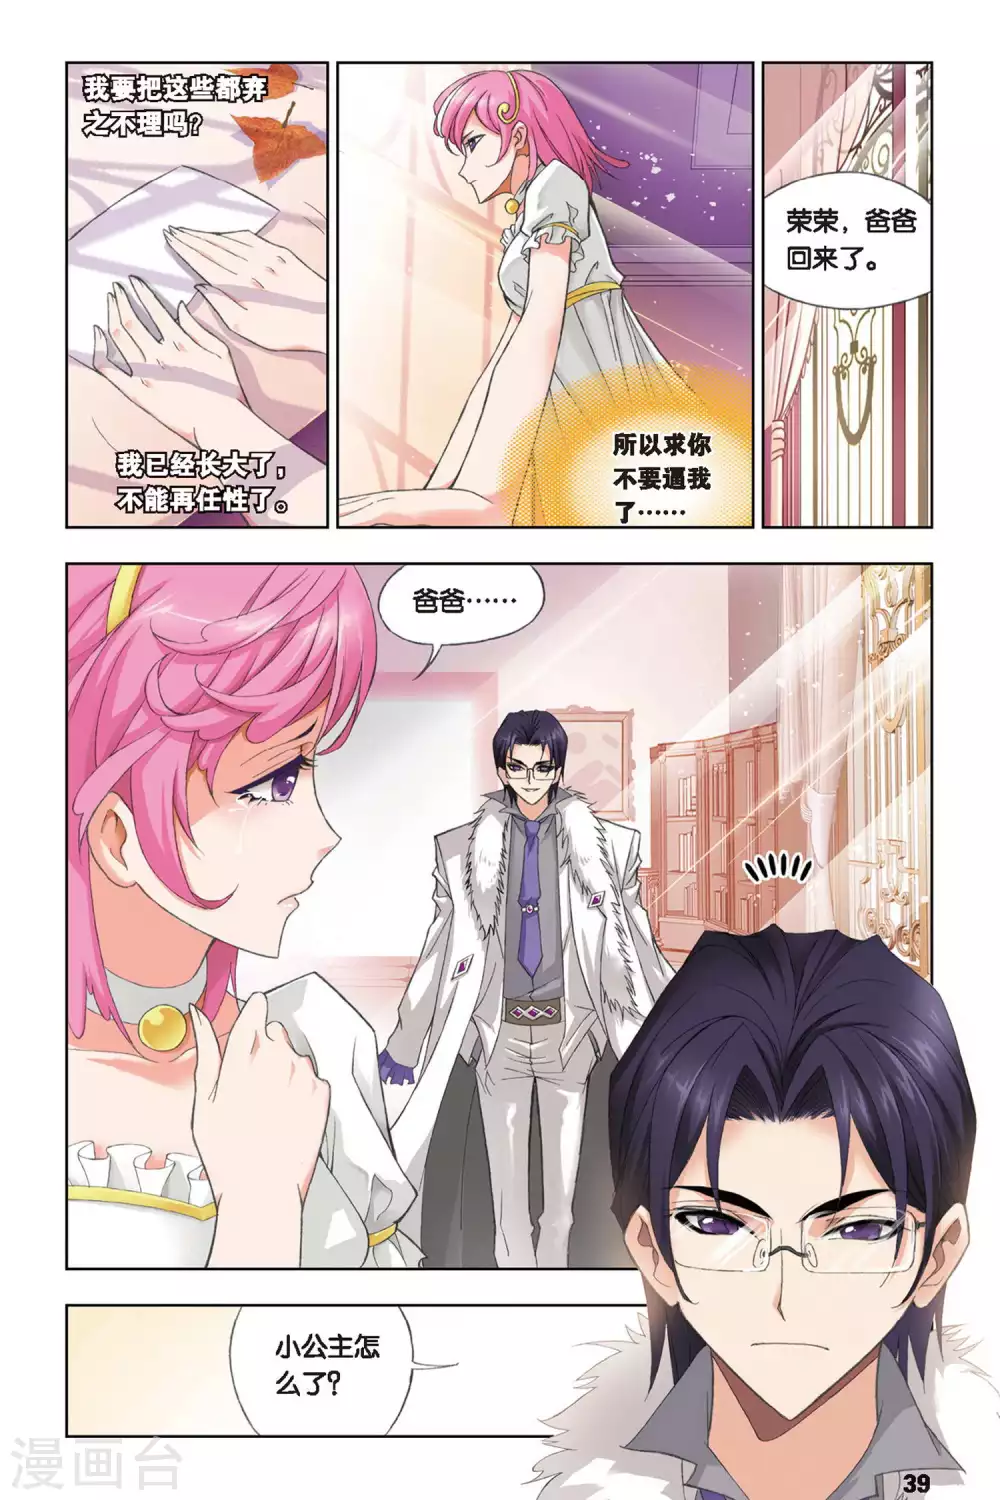 我要把这些都弃
之不理吗？
我已经长大了，
不能再任性了。
所以求你
不要逼我
了……
荣荣，爸爸
回来了。
爸爸……
小公主怎
么了？
漫画台
39